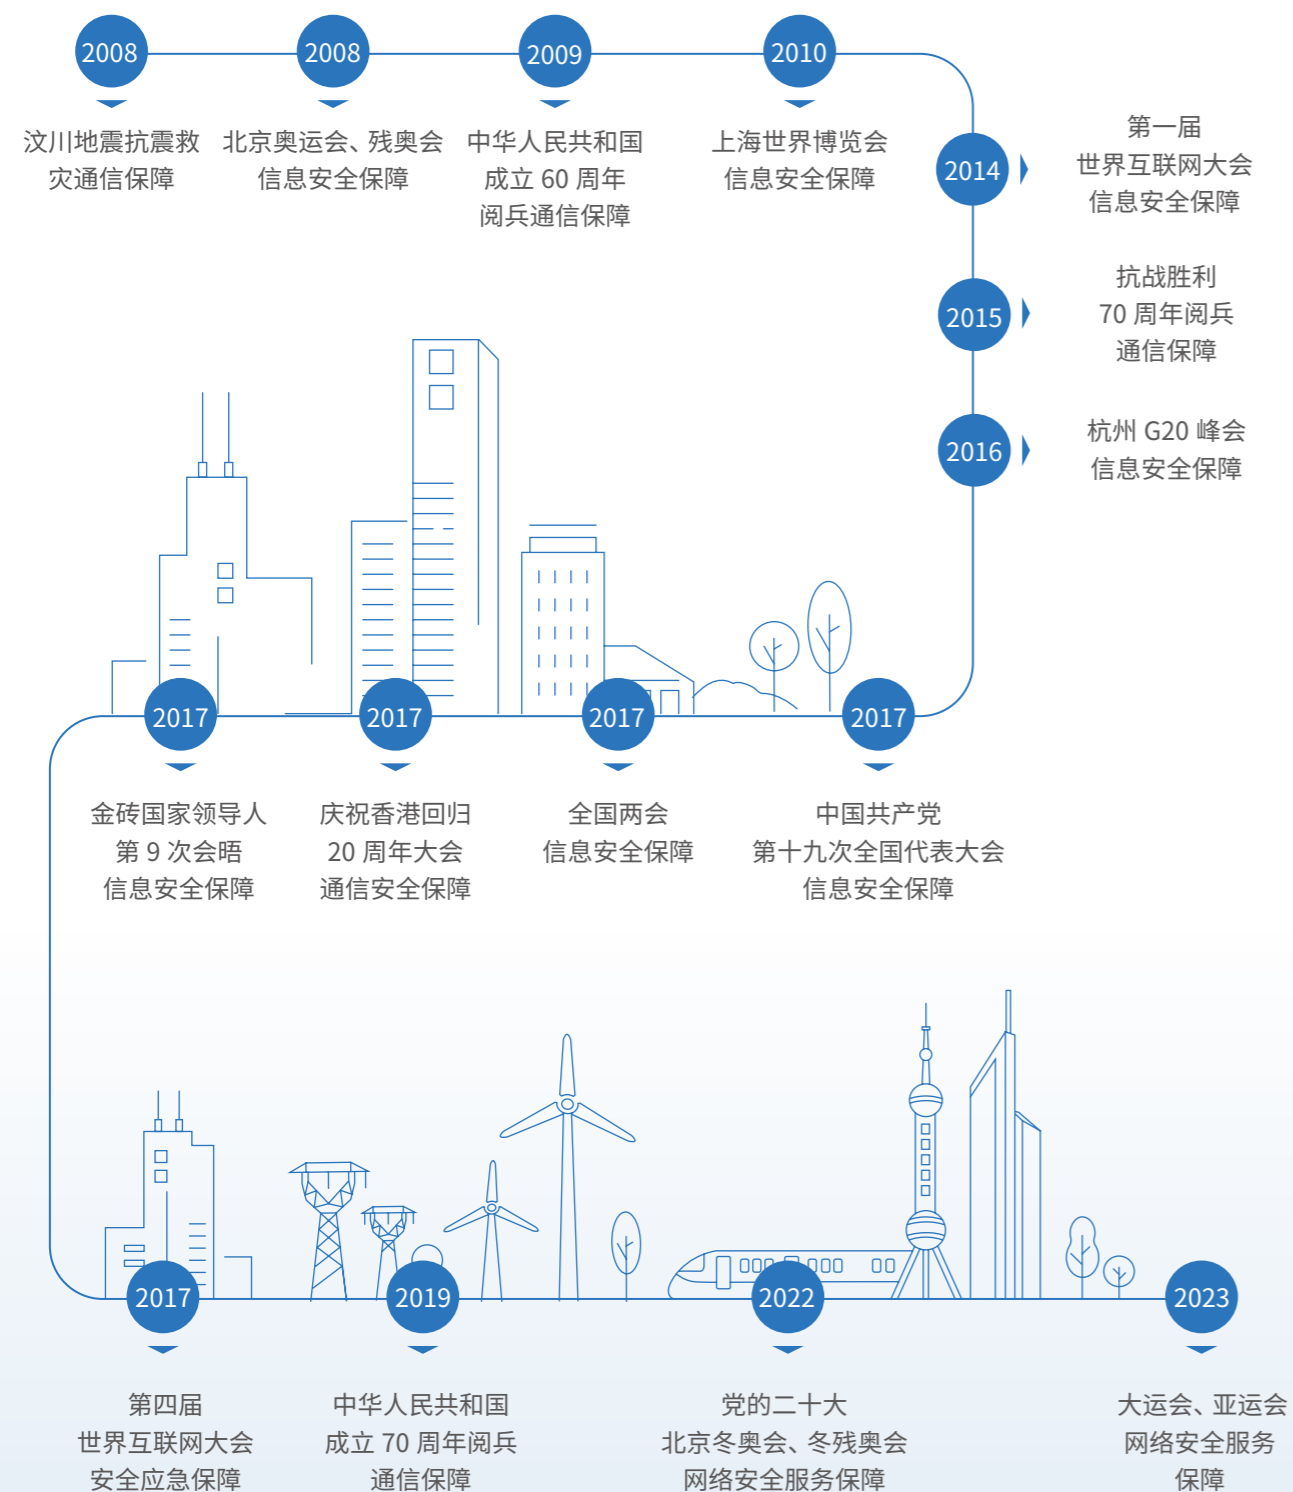 2008
汶川地震抗震救
灾通信保障
2008
北京奥运会、残奥会
信息安全保障
2009
中华人民共和国
成立 60 周年
阅兵通信保障
2010
上海世界博览会
信息安全保障
2014
第一届
世界互联网大会
信息安全保障
2015
抗战胜利
70 周年阅兵
通信保障
2016
杭州 G20 峰会
信息安全保障
2017
金砖国家领导人
第 9 次会晤
信息安全保障
2017
庆祝香港回归
20 周年大会
通信安全保障
2017
全国两会
信息安全保障
2017
中国共产党
第十九次全国代表大会
信息安全保障
2017
第四届
世界互联网大会
安全应急保障
2019
中华人民共和国
成立 70 周年阅兵
通信保障
2022
党的二十大
北京冬奥会、冬残奥会
网络安全服务保障
2023
大运会、亚运会
网络安全服务
保障